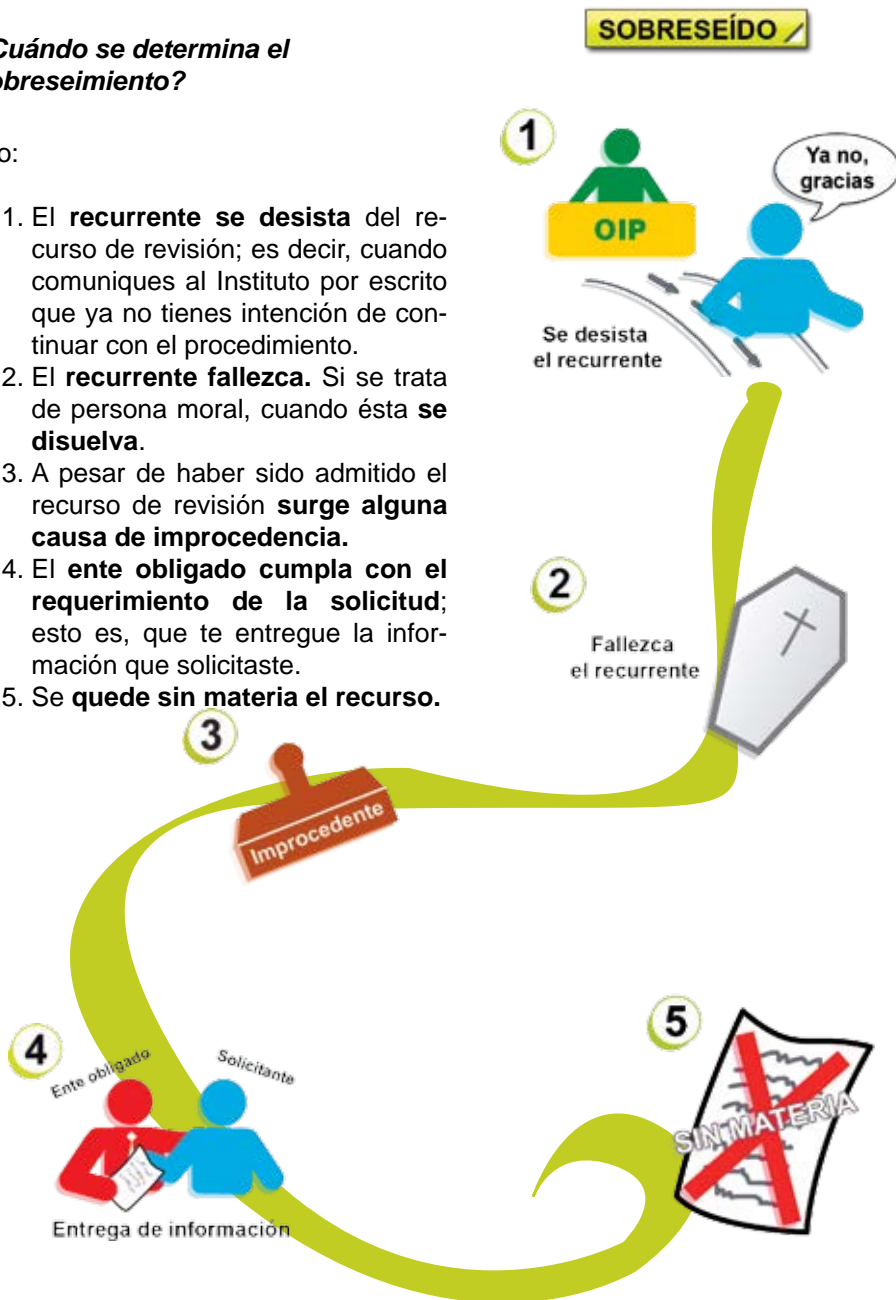 Cuándo se determina el
obreseimiento?
o:
1. El recurrente se desista del re-
curso de revisión; es decir, cuando
comuniques al Instituto por escrito
que ya no tienes intención de con-
tinuar con el procedimiento.
2. El recurrente fallezca. Si se trata
de persona moral, cuando ésta se
disuelva.
3. A pesar de haber sido admitido el
recurso de revisión surge alguna
causa de improcedencia.
4. El ente obligado cumpla con el
requerimiento de la solicitud;
esto es, que te entregue la infor-
mación que solicitaste.
5. Se quede sin materia el recurso.
SOBRESEÍDO
1
Ya no,
gracias
OIP
Se desista
el recurrente
2
Fallezca
el recurrente
3
Improcedente
4
Ente obligado
Solicitante
Entrega de información
5
SIN MATERIA